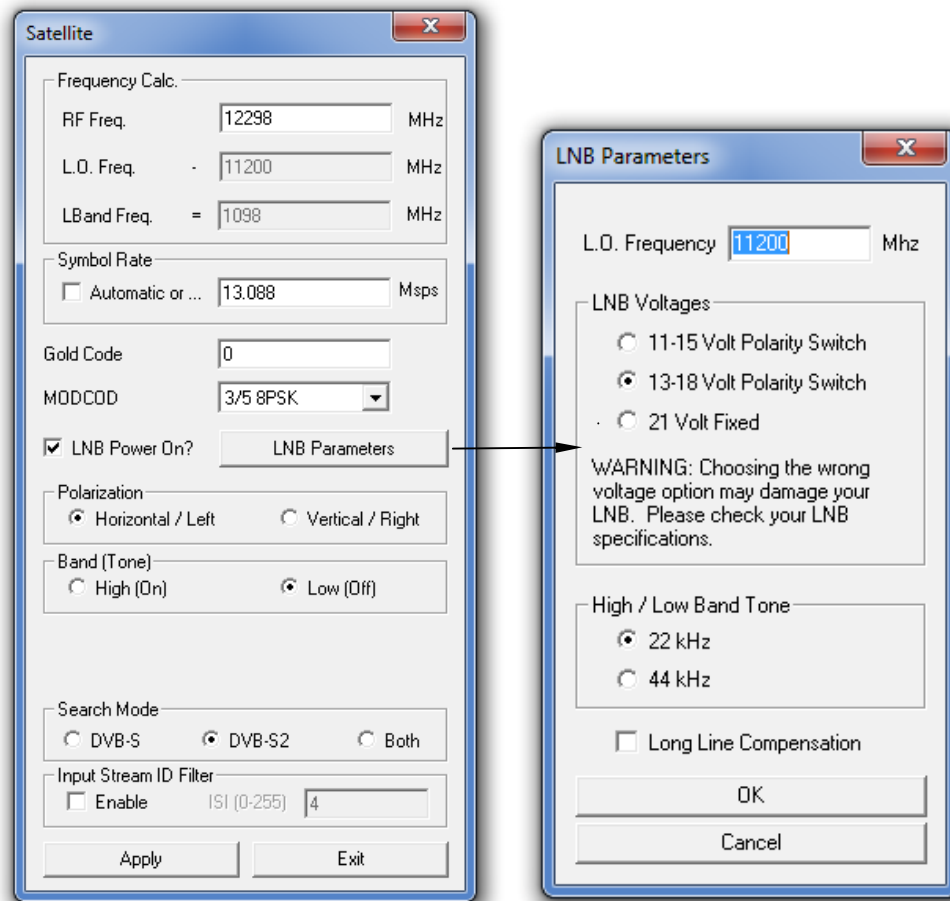 Satellite
Frequency Calc.
RF Freq. 12298 MHz
L.O. Freq. - 11200 MHz
LBand Freq. = 1098 MHz
Symbol Rate
Automatic or ... 13.088 Msps
Gold Code 0
MODCOD 3/5 8PSK
LNB Power On? LNB Parameters
Polarization
Horizontal / Left Vertical / Right
Band (Tone)
High (On) Low (Off)
Search Mode
DVB-S DVB-S2 Both
Input Stream ID Filter
Enable ISI (0-255) 4
Apply Exit
LNB Parameters
L.O. Frequency 11200 Mhz
LNB Voltages
11-15 Volt Polarity Switch
13-18 Volt Polarity Switch
21 Volt Fixed
WARNING: Choosing the wrong
voltage option may damage your
LNB. Please check your LNB
specifications.
High / Low Band Tone
22 kHz
44 kHz
Long Line Compensation
OK
Cancel